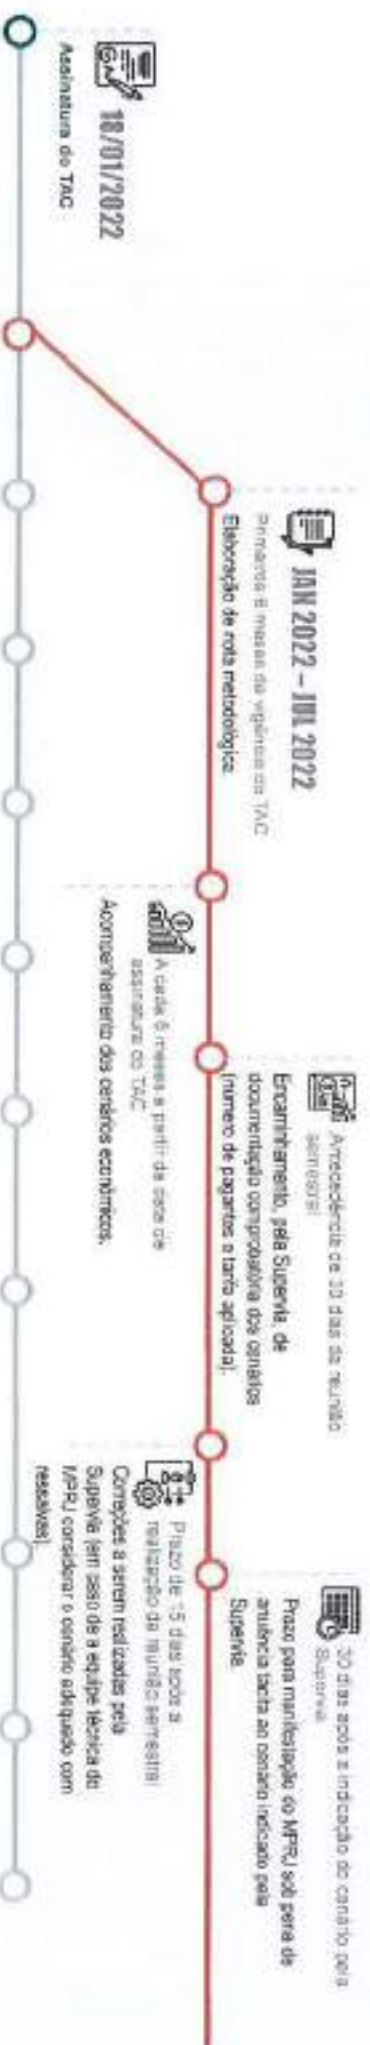 18/01/2022
Assinatura do TAC
JAN 2022 – JUL 2022
Primeiros 6 meses de vigência do TAC
Elaboração de nota metodológica
A cada 6 meses a partir da data de
assinatura do TAC
Acompanhamento dos cenários econômicos.
Antecedência de 30 dias da reunião
semestral
Encaminhamento, pela Supervia, de
documentação comprobatória dos cenários
(número de pagantes e tarifa aplicada).
Prazo de 15 dias após a
realização da reunião semestral
Correções a serem realizadas pela
Supervia (em caso de a equipe técnica do
MPRJ considerar o cenário adequado com
ressalvas).
30 dias após a indicação do cenário pela
Supervia
Prazo para manifestação do MPRJ sob pena de
anuência tácita ao cenário indicado pela
Supervia.